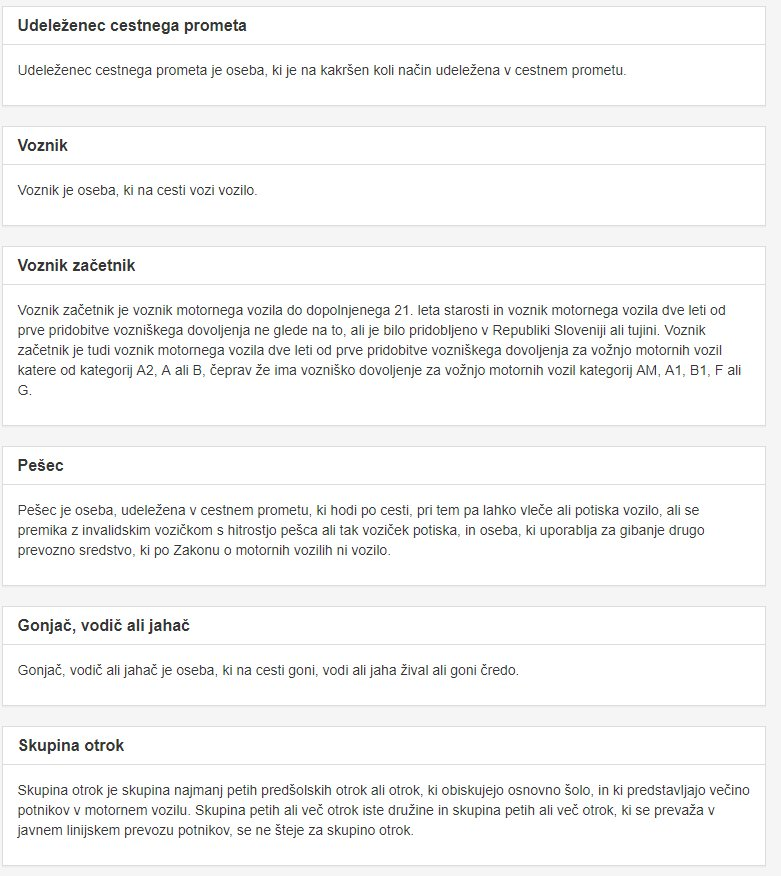 Udeleženec cestnega prometa
Udeleženec cestnega prometa je oseba, ki je na kakršen koli način udeležena v cestnem prometu.
Voznik
Voznik je oseba, ki na cesti vozi vozilo.
Voznik začetnik
Voznik začetnik je voznik motornega vozila do dopolnjenega 21. leta starosti in voznik motornega vozila dve leti od
prve pridobitve vozniškega dovoljenja ne glede na to, ali je bilo pridobljeno v Republiki Sloveniji ali tujini. Voznik
začetnik je tudi voznik motornega vozila dve leti od prve pridobitve vozniškega dovoljenja za vožnjo motornih vozil
katere od kategorij A2, A ali B, čeprav že ima vozniško dovoljenje za vožnjo motornih vozil kategorij AM, A1, B1, F ali
G.
Pešec
Pešec je oseba, udeležena v cestnem prometu, ki hodi po cesti, pri tem pa lahko vleče ali potiska vozilo, ali se
premika z invalidskim vozičkom s hitrostjo pešca ali tak voziček potiska, in oseba, ki uporablja za gibanje drugo
prevozno sredstvo, ki po Zakonu o motornih vozilih ni vozilo.
Gonjač, vodič ali jahač
Gonjač, vodič ali jahač je oseba, ki na cesti goni, vodi ali jaha žival ali goni čredo.
Skupina otrok
Skupina otrok je skupina najmanj petih predšolskih otrok ali otrok, ki obiskujejo osnovno šolo, in ki predstavljajo večino
potnikov v motornem vozilu. Skupina petih ali več otrok iste družine in skupina petih ali več otrok, ki se prevaža v
javnem linijskem prevozu potnikov, se ne šteje za skupino otrok.